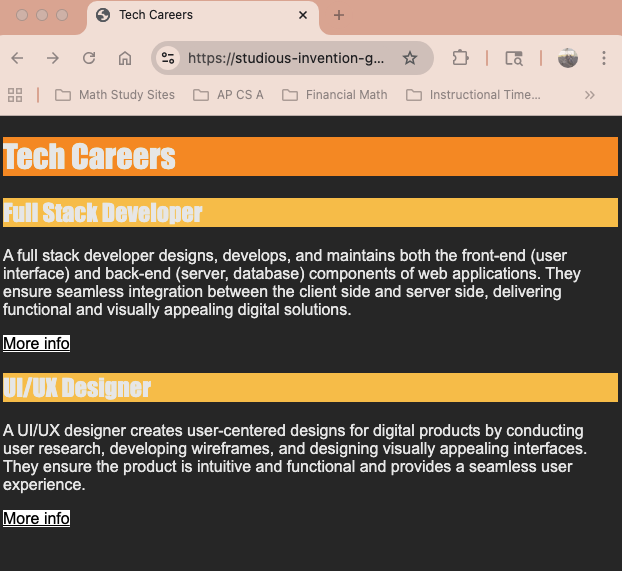 Tech Careers
https://studious-invention-g...
Math Study Sites
AP CS A
Financial Math
Instructional Time...
Tech Careers
Full Stack Developer
A full stack developer designs, develops, and maintains both the front-end (user
interface) and back-end (server, database) components of web applications. They
ensure seamless integration between the client side and server side, delivering
functional and visually appealing digital solutions.
More info
UI/UX Designer
A UI/UX designer creates user-centered designs for digital products by conducting
user research, developing wireframes, and designing visually appealing interfaces.
They ensure the product is intuitive and functional and provides a seamless user
experience.
More info